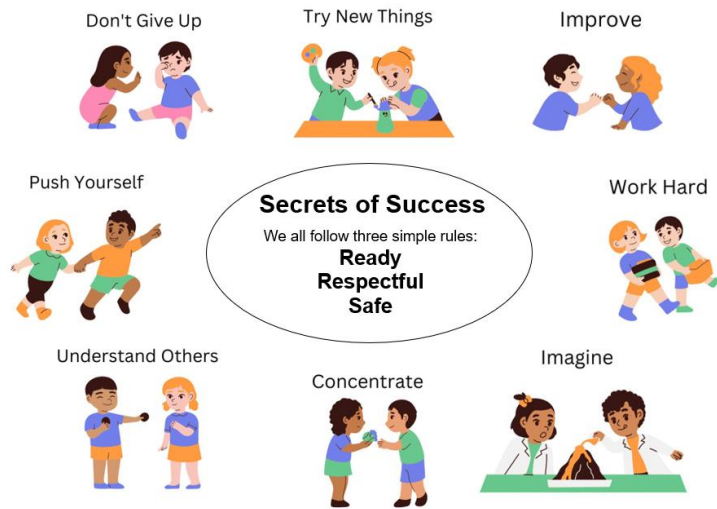 Don't Give Up
Try New Things
Improve
Push Yourself
Secrets of Success
We all follow three simple rules:
Ready
Respectful
Safe
Work Hard
Understand Others
Concentrate
Imagine